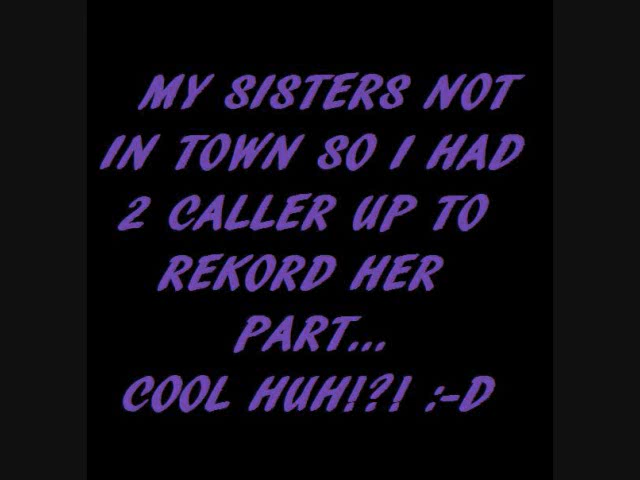 MY SISTERS NOT
IN TOWN SO I HAD
2 CALLER UP TO
REKORD HER
PART...
COOL HUH!?! :-D